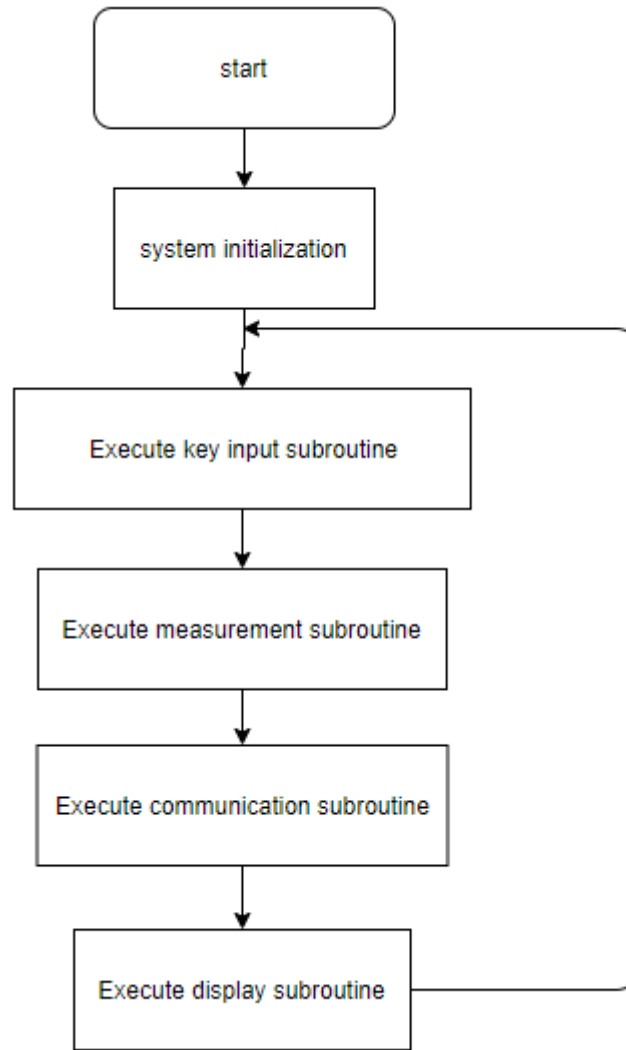 start
system initialization
Execute key input subroutine
Execute measurement subroutine
Execute communication subroutine
Execute display subroutine